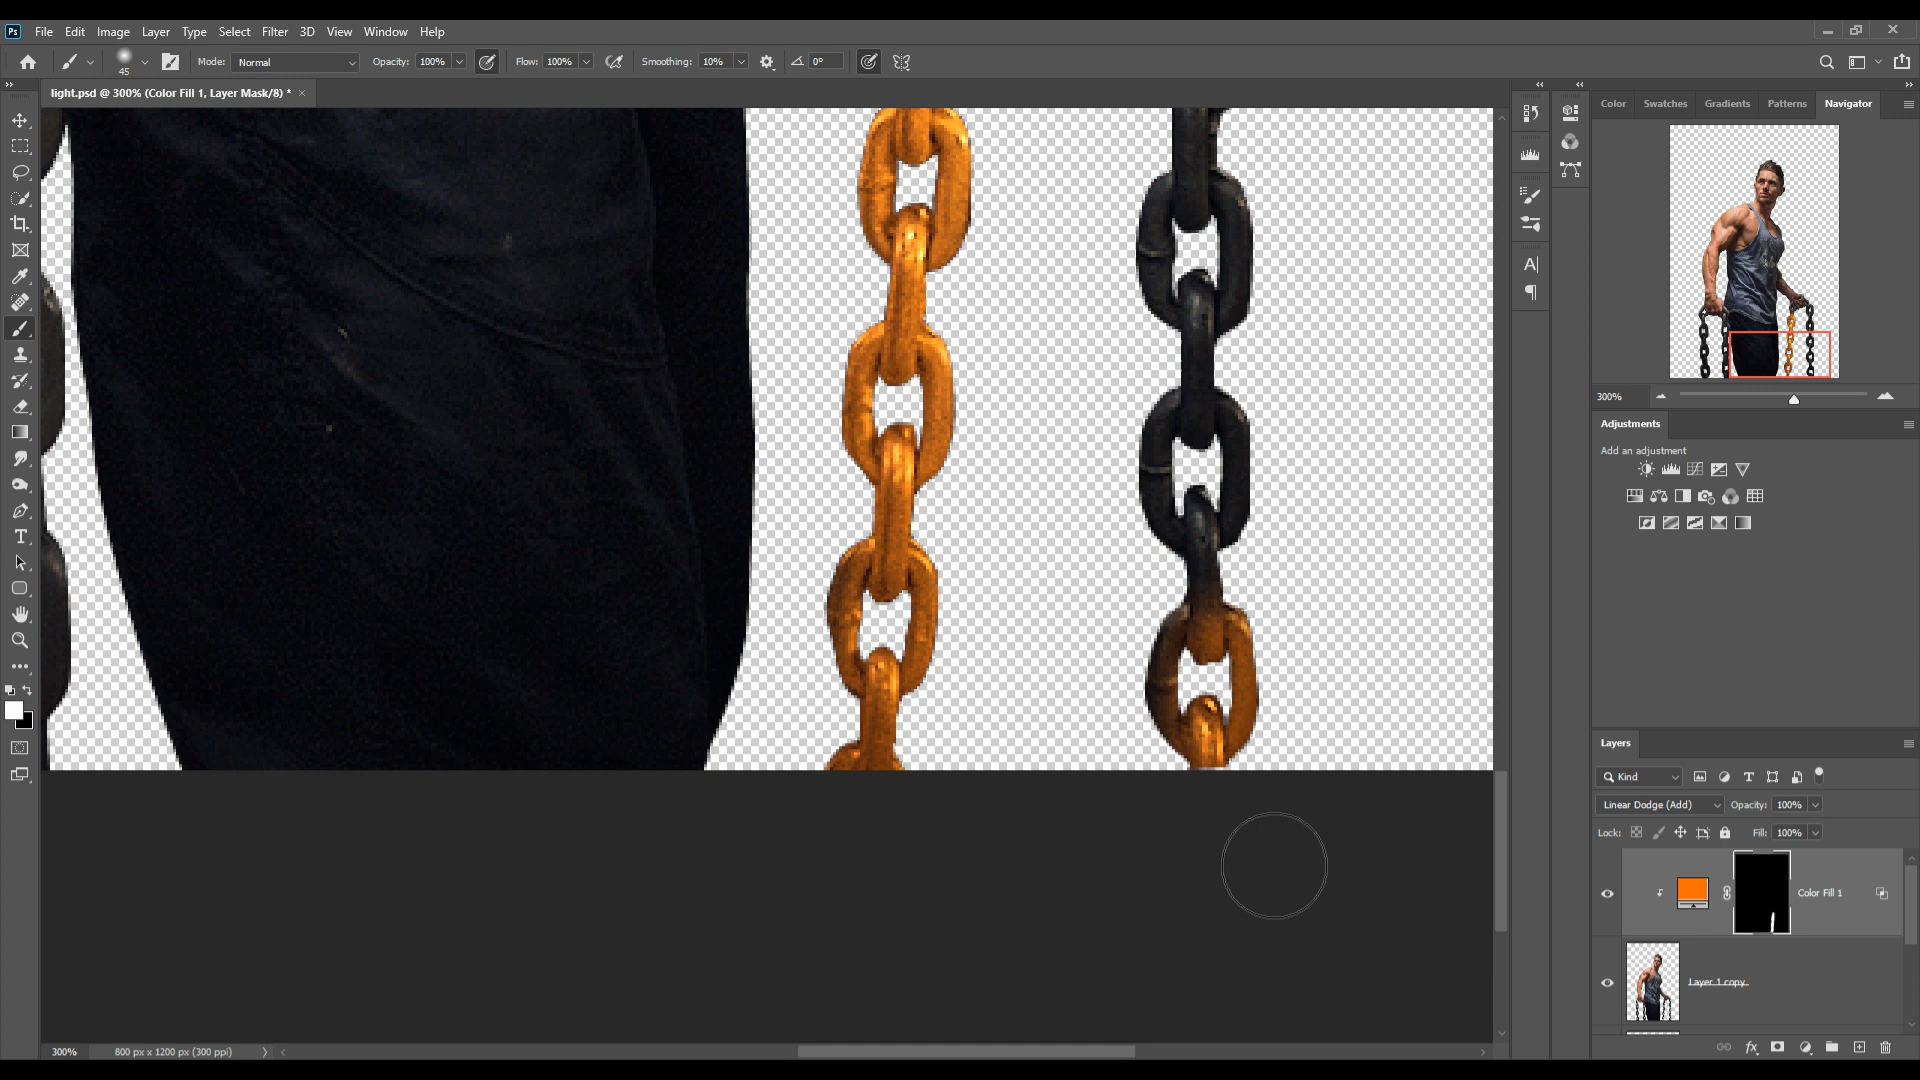 Ps File Edit Image Layer Type Select Filter 3D View Window Help
45 Mode: Normal Opacity: 100% Flow: 100% Smoothing: 10% 0°
light.psd @ 300% (Color Fill 1, Layer Mask/8) * ×
Color Swatches Gradients Patterns Navigator
300%
Adjustments
Add an adjustment
Layers
Kind
Linear Dodge (Add) Opacity: 100%
Lock: Fill: 100%
Color Fill 1
Layer 1 copy
fx
300% 800 px x 1200 px (300 ppi)